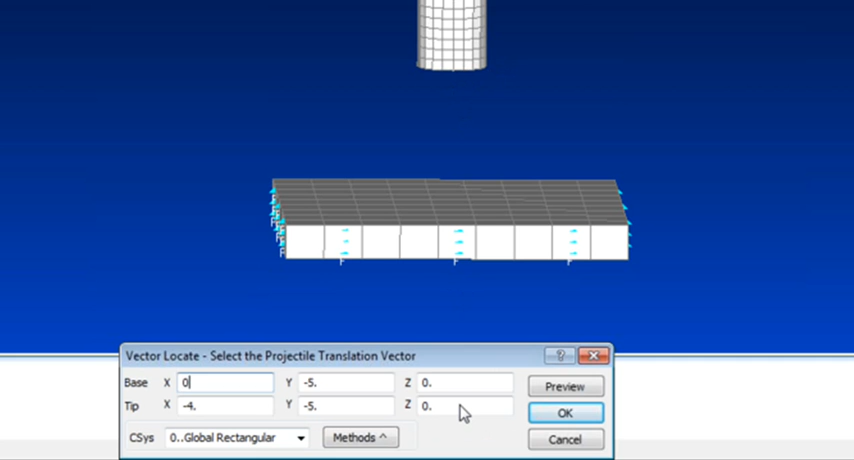 F F F
Vector Locate - Select the Projectile Translation Vector
Base X 0 Y -5. Z 0.
Preview
Tip X -4. Y -5. Z 0.
OK
CSys 0..Global Rectangular Methods ^
Cancel